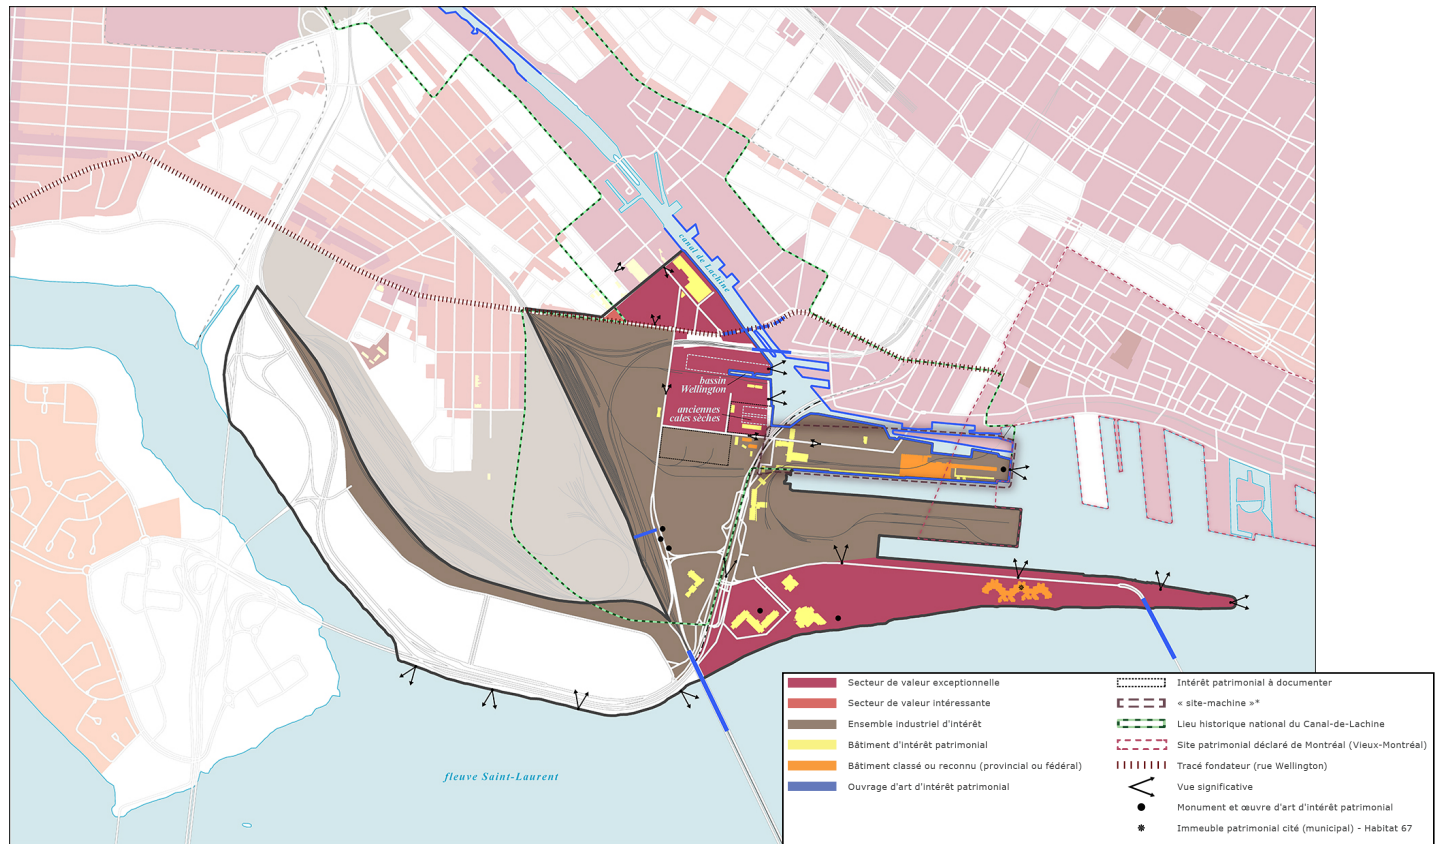 canal de Lachine
bassin
Wellington
anciennes
cales sèches
fleuve Saint-Laurent
Secteur de valeur exceptionnelle
Secteur de valeur intéressante
Ensemble industriel d'intérêt
Bâtiment d'intérêt patrimonial
Bâtiment classé ou reconnu (provincial ou fédéral)
Ouvrage d'art d'intérêt patrimonial
Intérêt patrimonial à documenter
« site-machine »*
Lieu historique national du Canal-de-Lachine
Site patrimonial déclaré de Montréal (Vieux-Montréal)
Tracé fondateur (rue Wellington)
Vue significative
Monument et œuvre d'art d'intérêt patrimonial
Immeuble patrimonial cité (municipal) - Habitat 67